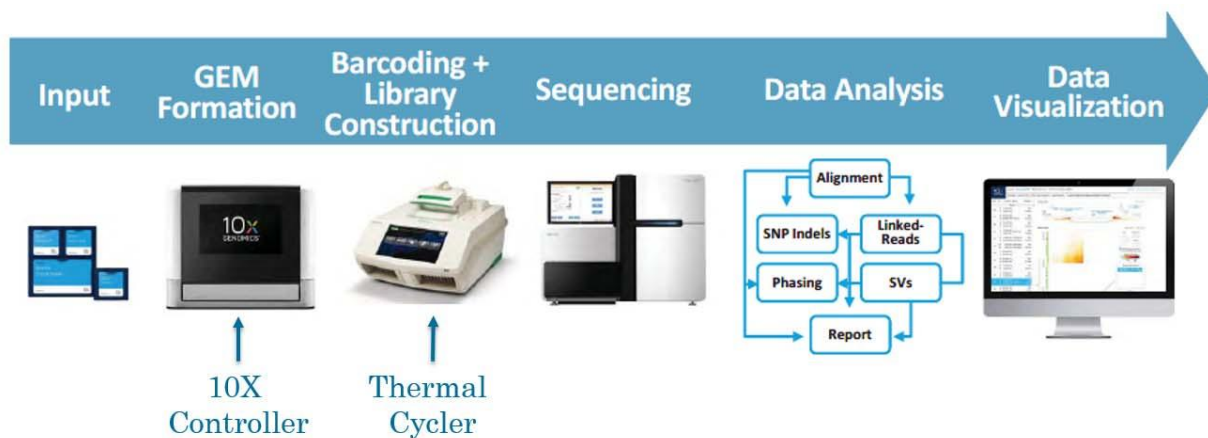 Input
GEM
Formation
Barcoding +
Library
Construction
Sequencing
Data Analysis
Data
Visualization
10x
GENOMICS
Alignment
SNP Indels
Linked-
Reads
Phasing
SVs
Report
10X
Controller
Thermal
Cycler